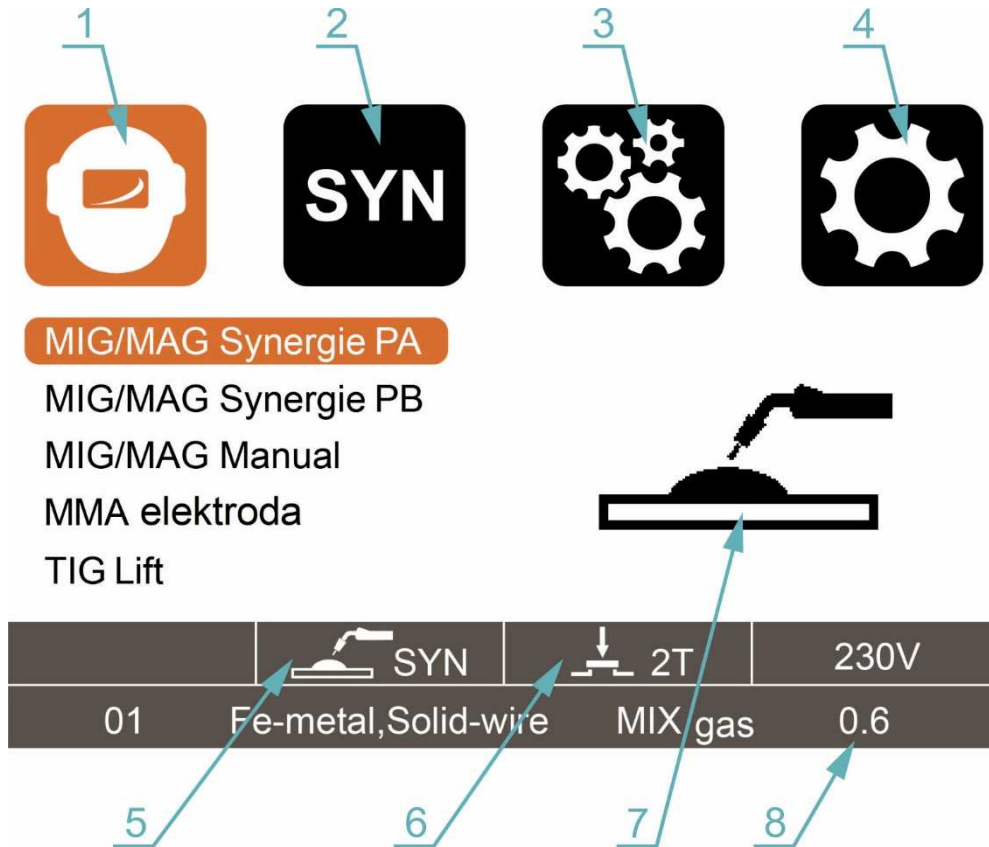 1 2 3 4
SYN
MIG/MAG Synergie PA
MIG/MAG Synergie PB
MIG/MAG Manual
MMA elektroda
TIG Lift
SYN 2T 230V
01 Fe-metal,Solid-wire MIX gas 0.6
5 6 7 8